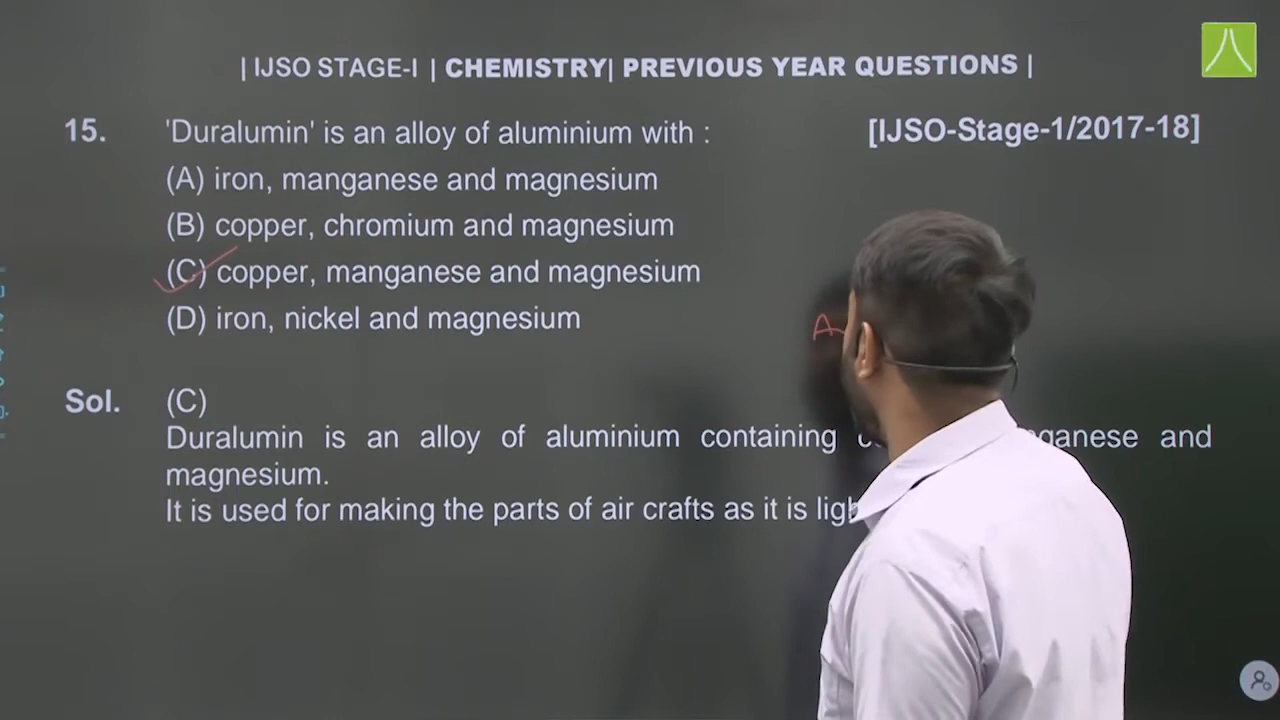 | IJSO STAGE-I | CHEMISTRY| PREVIOUS YEAR QUESTIONS |
15. 'Duralumin' is an alloy of aluminium with : [IJSO-Stage-1/2017-18]
(A) iron, manganese and magnesium
(B) copper, chromium and magnesium
(C) copper, manganese and magnesium
(D) iron, nickel and magnesium
Sol. (C)
Duralumin is an alloy of aluminium containing and
magnesium.
It is used for making the parts of air crafts as it is